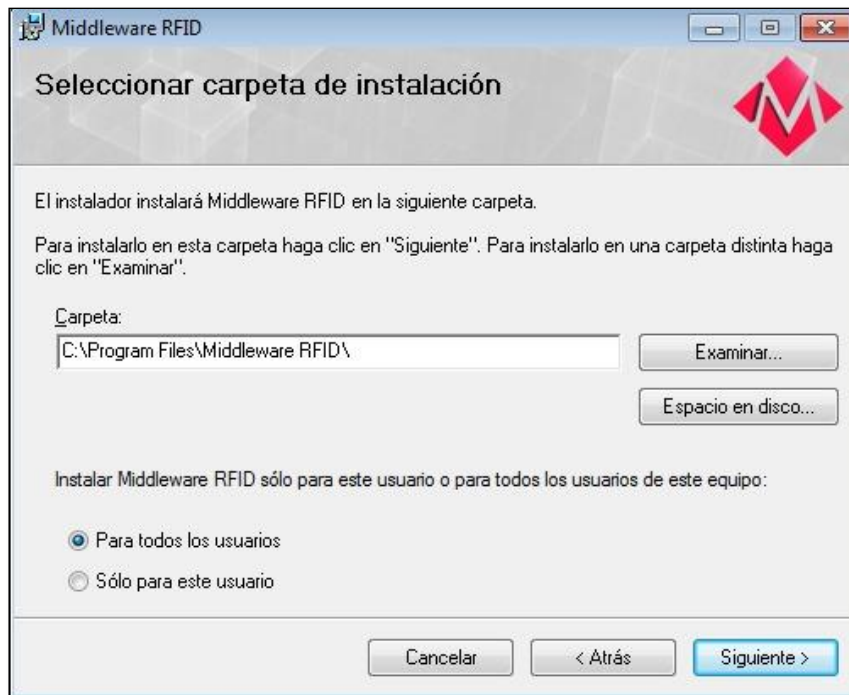 Middleware RFID
Seleccionar carpeta de instalación
El instalador instalará Middleware RFID en la siguiente carpeta.
Para instalarlo en esta carpeta haga clic en "Siguiente". Para instalarlo en una carpeta distinta haga
clic en "Examinar".
Carpeta:
C:\Program Files\Middleware RFID\
Examinar...
Espacio en disco...
Instalar Middleware RFID sólo para este usuario o para todos los usuarios de este equipo:
Para todos los usuarios
Sólo para este usuario
Cancelar
< Atrás
Siguiente >